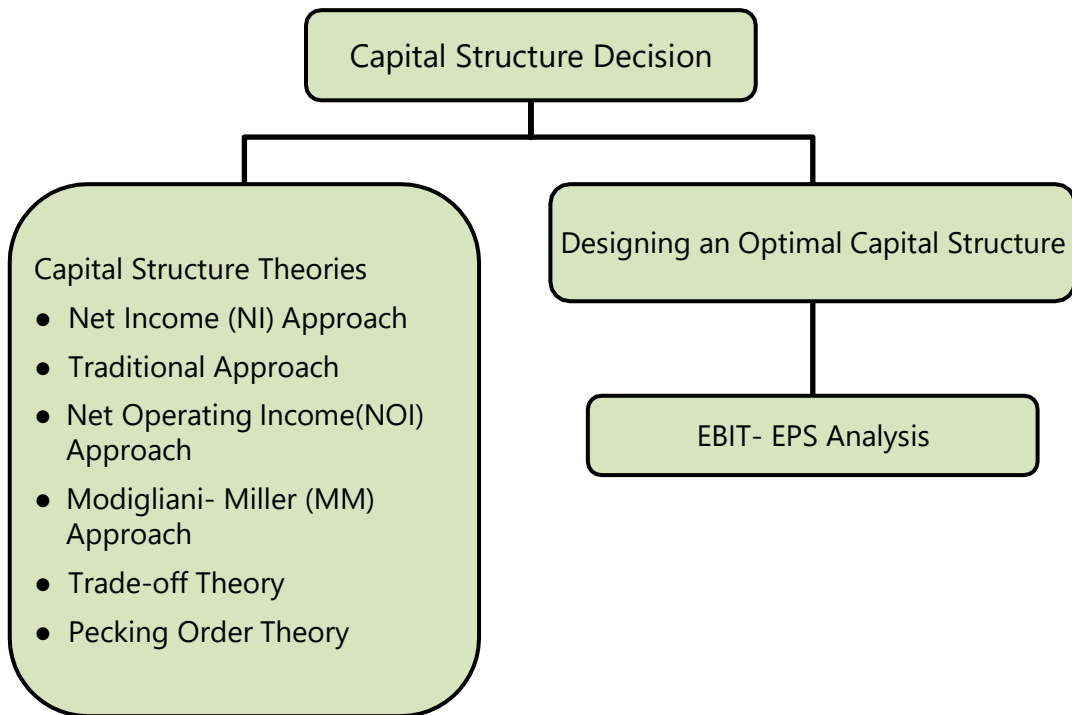 Capital Structure Decision
Capital Structure Theories
● Net Income (NI) Approach
● Traditional Approach
● Net Operating Income(NOI)
Approach
● Modigliani- Miller (MM)
Approach
● Trade-off Theory
● Pecking Order Theory
Designing an Optimal Capital Structure
EBIT- EPS Analysis